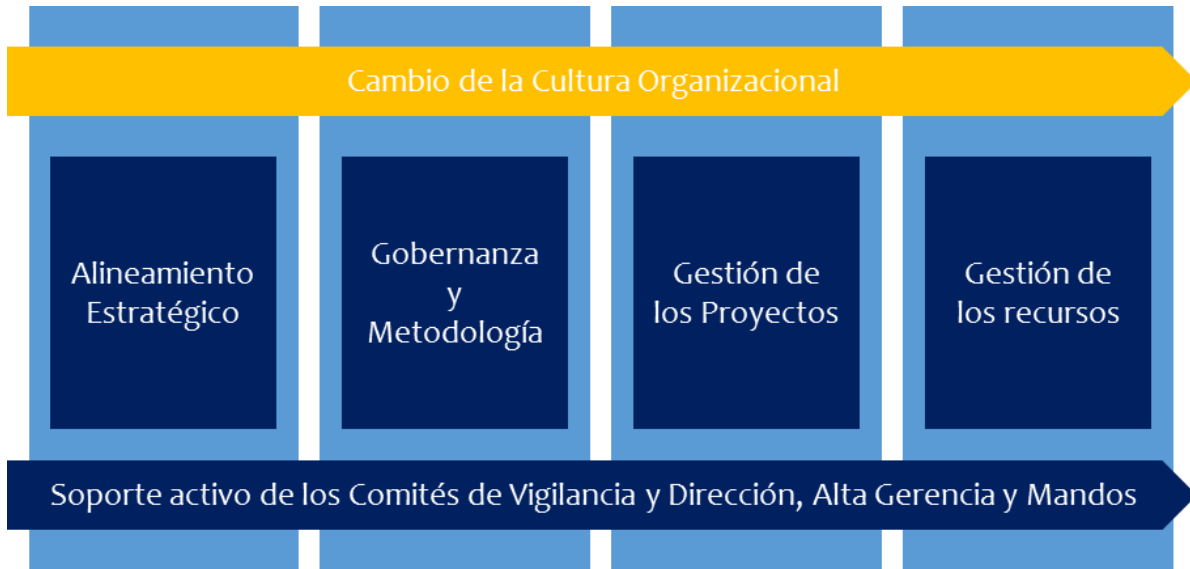 Cambio de la Cultura Organizacional
Alineamiento
Estratégico
Gobernanza
y
Metodología
Gestión de
los Proyectos
Gestión de
los recursos
Soporte activo de los Comités de Vigilancia y Dirección, Alta Gerencia y Mandos